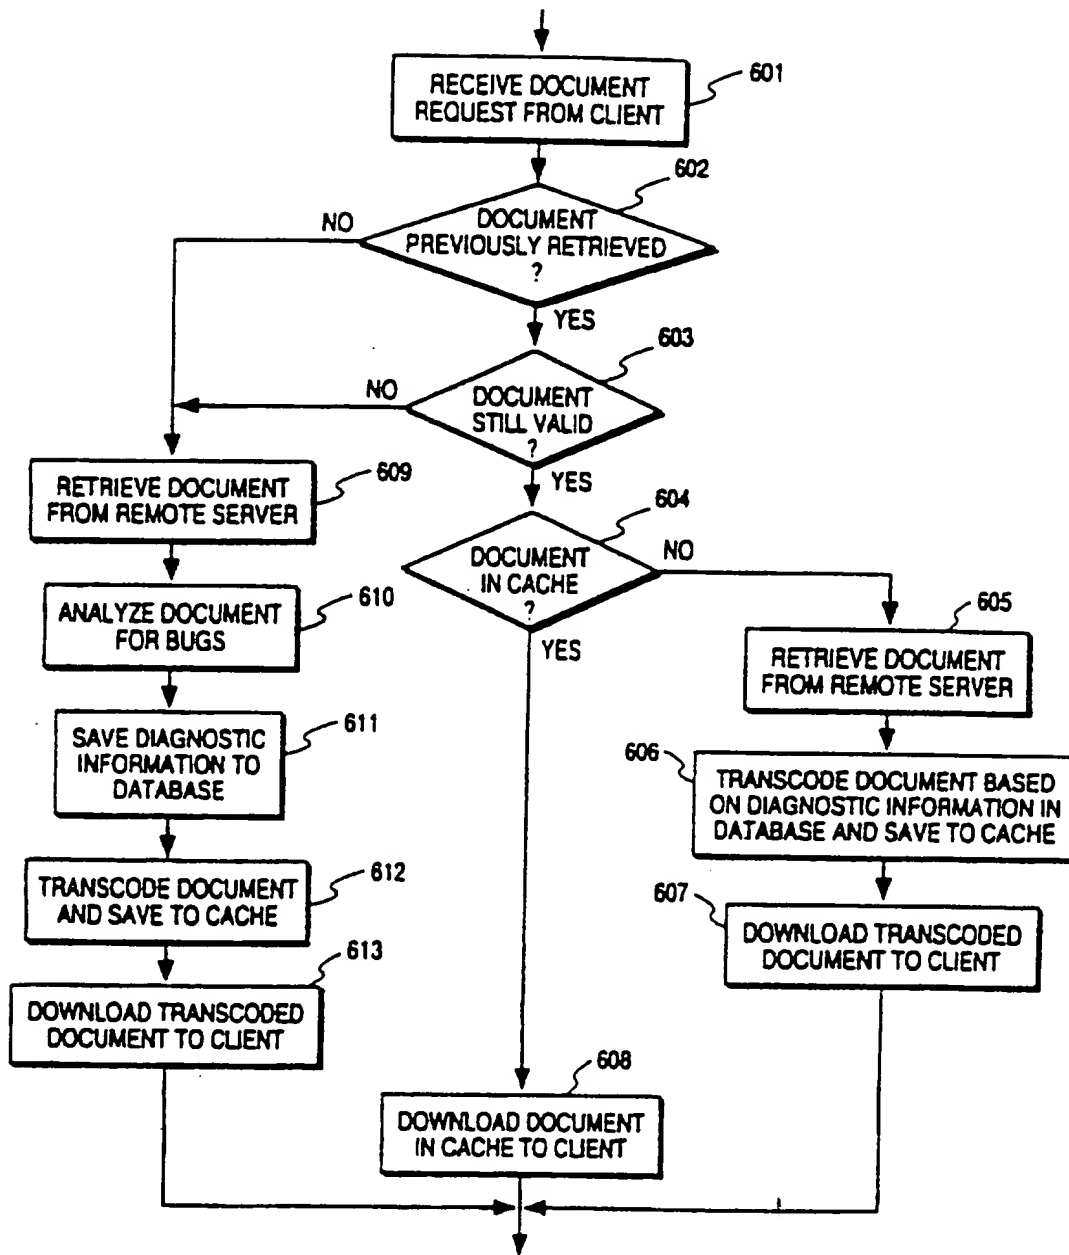 RECEIVE DOCUMENT
REQUEST FROM CLIENT
601
602
DOCUMENT
PREVIOUSLY RETRIEVED
?
NO
YES
603
DOCUMENT
STILL VALID
?
NO
YES
604
DOCUMENT
IN CACHE
?
NO
YES
609
RETRIEVE DOCUMENT
FROM REMOTE SERVER
610
ANALYZE DOCUMENT
FOR BUGS
611
SAVE DIAGNOSTIC
INFORMATION TO
DATABASE
612
TRANSCODE DOCUMENT
AND SAVE TO CACHE
613
DOWNLOAD TRANSCODED
DOCUMENT TO CLIENT
605
RETRIEVE DOCUMENT
FROM REMOTE SERVER
606
TRANSCODE DOCUMENT BASED
ON DIAGNOSTIC INFORMATION IN
DATABASE AND SAVE TO CACHE
607
DOWNLOAD TRANSCODED
DOCUMENT TO CLIENT
608
DOWNLOAD DOCUMENT
IN CACHE TO CLIENT